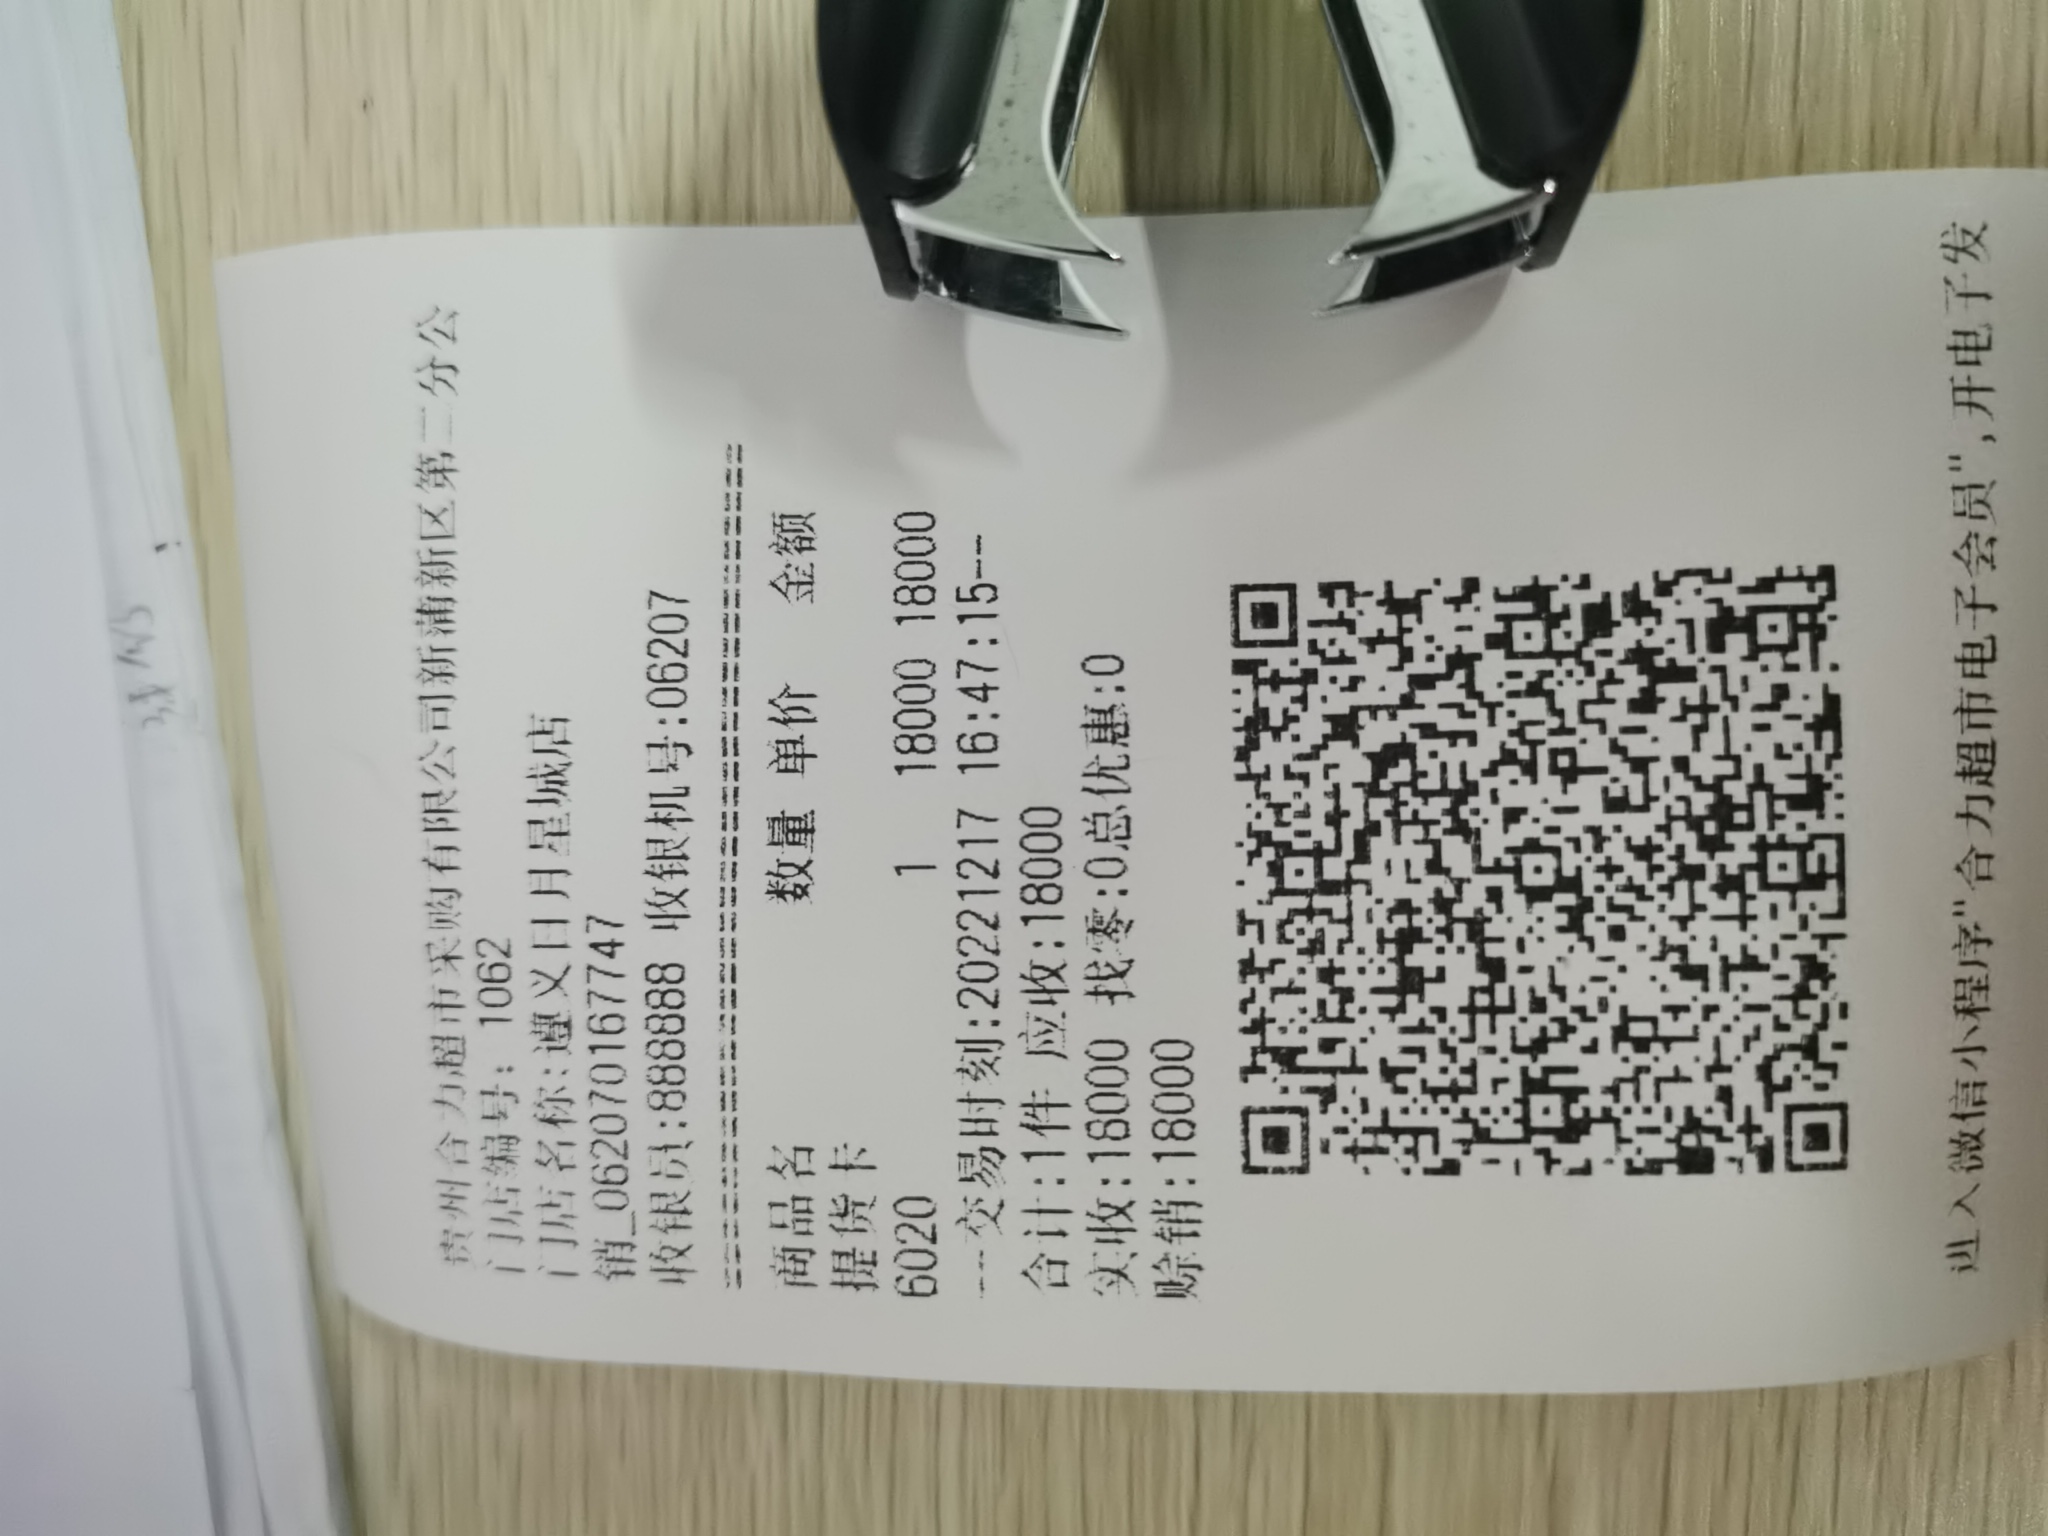 贵州合力超市采购有限公司新蒲新区第二分公
门店编号: 1062
门店名称:遵义日月星城店
销_0620701677​47
收银员:888888 收银机号:06207
商品名 数量 单价 金额
提货卡
6020 1 18000 18000
---交易时刻:20221217 16:47:15--
合计:1件 应收:18000
实收:18000 找零:0总优惠:0
赊销:18000
进入微信小程序"合力超市电子会员",开电子发